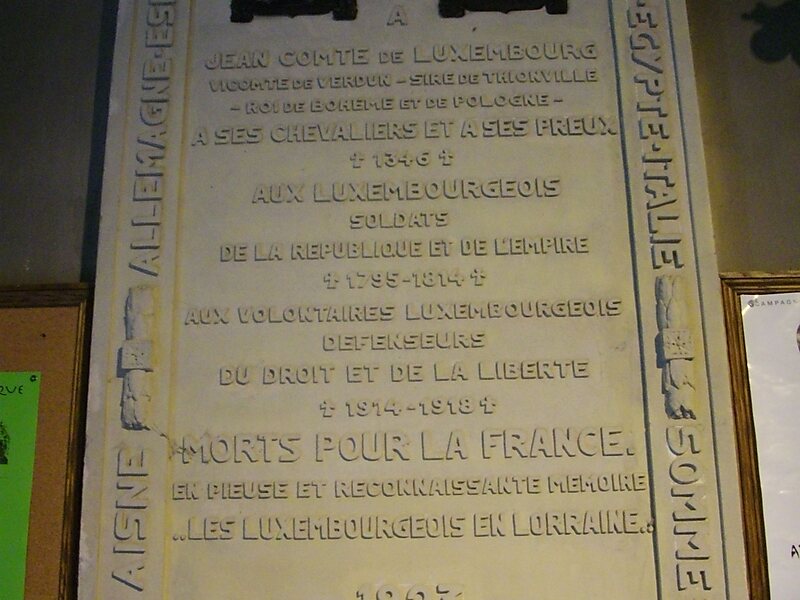 A
JEAN COMTE DE LUXEMBOURG
VICOMTE DE VERDUN - SIRE DE THIONVILLE
- ROI DE BOHEME ET DE POLOGNE -
A SES CHEVALIERS ET A SES PREUX
✝ 1346 ✝
AUX LUXEMBOURGEOIS
SOLDATS
DE LA REPUBLIQUE ET DE L'EMPIRE
✝ 1795-1814 ✝
AUX VOLONTAIRES LUXEMBOURGEOIS
DEFENSEURS
DU DROIT ET DE LA LIBERTE
✝ 1914-1918 ✝
MORTS POUR LA FRANCE.
EN PIEUSE ET RECONNAISSANTE MEMOIRE
"LES LUXEMBOURGEOIS EN LORRAINE"
AISNE
ALLEMAGNE·ES
EGYPTE·ITALIE
SOMME